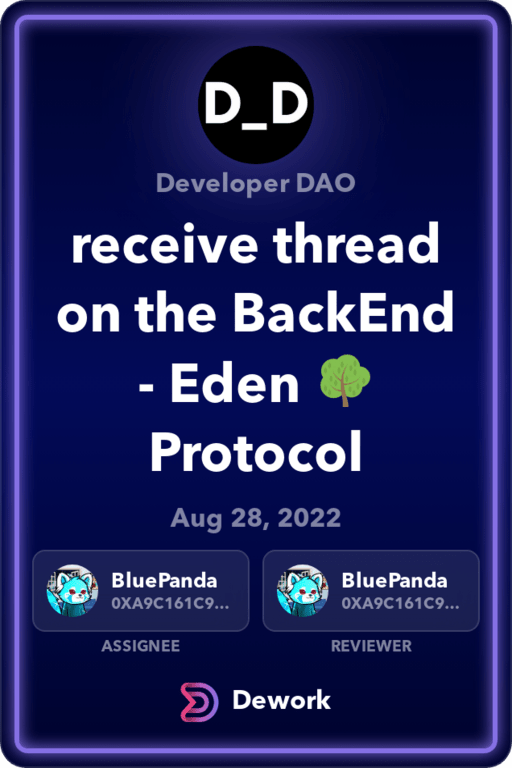 D_D
Developer DAO
receive thread
on the BackEnd
- Eden 🌳
Protocol
Aug 28, 2022
BluePanda
0XA9C161C9...
ASSIGNEE
BluePanda
0XA9C161C9...
REVIEWER
Dework